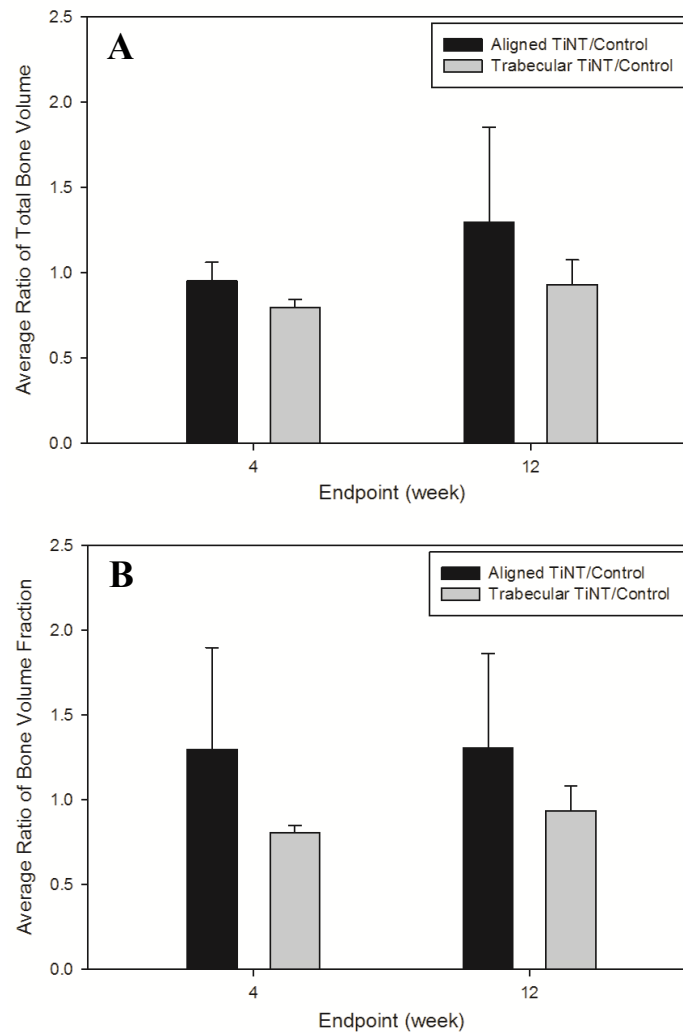 A
Aligned TiNT/Control
Trabecular TiNT/Control
Average Ratio of Total Bone Volume
2.5
2.0
1.5
1.0
0.5
0.0
4 12
Endpoint (week)
B
Aligned TiNT/Control
Trabecular TiNT/Control
Average Ratio of Bone Volume Fraction
2.5
2.0
1.5
1.0
0.5
0.0
4 12
Endpoint (week)